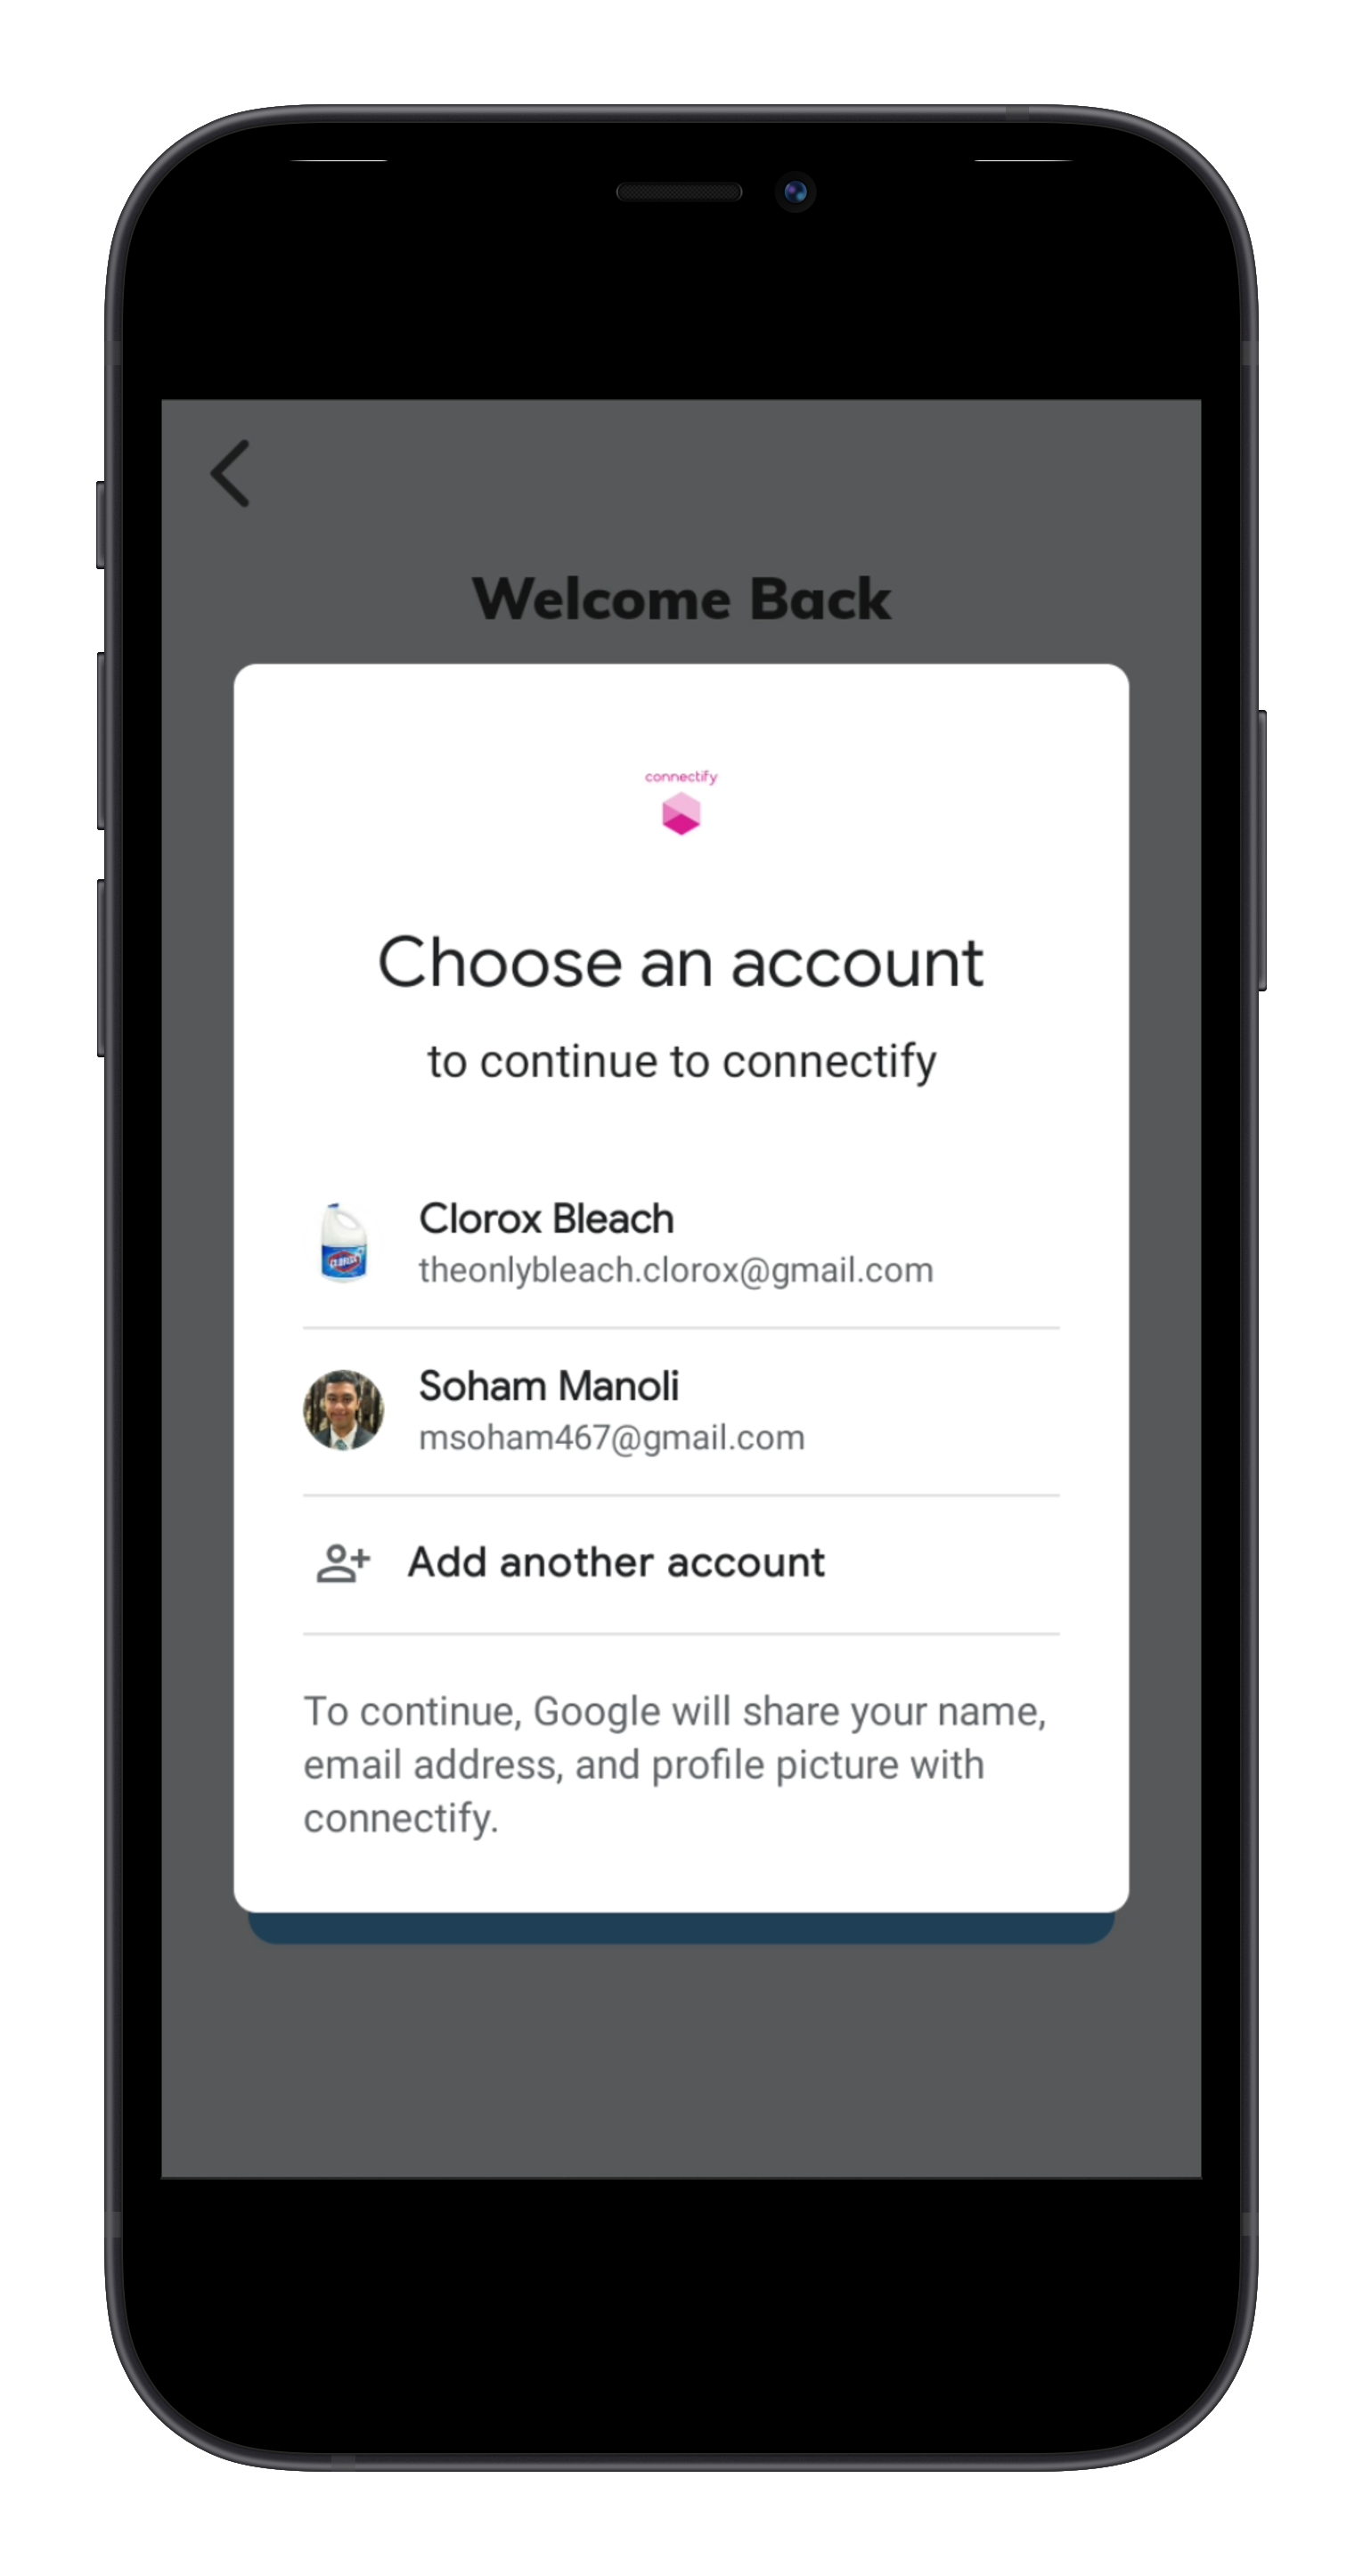 Welcome Back
connectify
Choose an account
to continue to connectify
Clorox Bleach
theonlybleach.clorox@gmail.com
CLOROX
Soham Manoli
msoham467@gmail.com
Add another account
To continue, Google will share your name,
email address, and profile picture with
connectify.